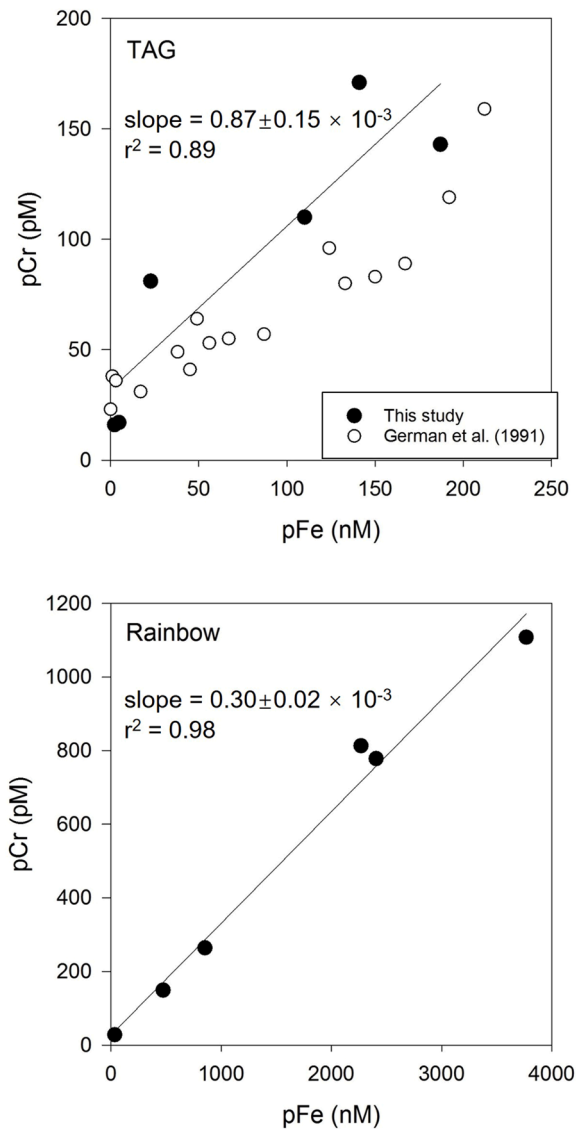 200
TAG
slope = 0.87±0.15 × 10-3
r2 = 0.89
150
100
50
0
pCr (pM)
This study
German et al. (1991)
0 50 100 150 200 250
pFe (nM)
1200
Rainbow
slope = 0.30±0.02 × 10-3
r2 = 0.98
1000
800
600
400
200
0
pCr (pM)
0 1000 2000 3000 4000
pFe (nM)